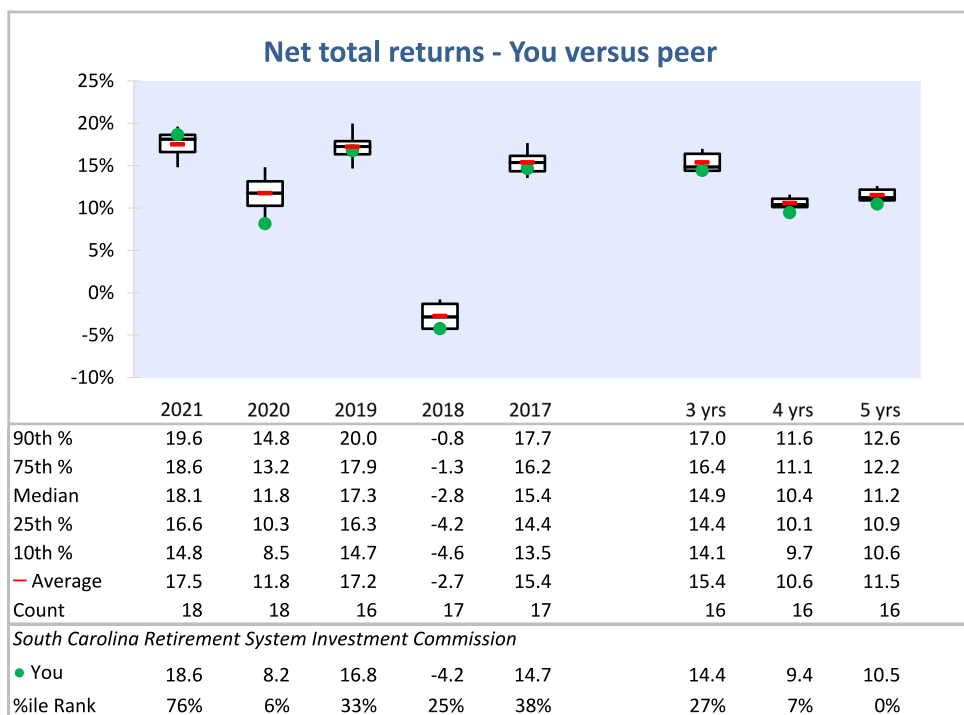 Net total returns - You versus peer
25%
20%
15%
10%
5%
0%
-5%
-10%
2021 2020 2019 2018 2017 3 yrs 4 yrs 5 yrs
90th % 19.6 14.8 20.0 -0.8 17.7 17.0 11.6 12.6
75th % 18.6 13.2 17.9 -1.3 16.2 16.4 11.1 12.2
Median 18.1 11.8 17.3 -2.8 15.4 14.9 10.4 11.2
25th % 16.6 10.3 16.3 -4.2 14.4 14.4 10.1 10.9
10th % 14.8 8.5 14.7 -4.6 13.5 14.1 9.7 10.6
Average 17.5 11.8 17.2 -2.7 15.4 15.4 10.6 11.5
Count 18 18 16 17 17 16 16 16
South Carolina Retirement System Investment Commission
You 18.6 8.2 16.8 -4.2 14.7 14.4 9.4 10.5
%ile Rank 76% 6% 33% 25% 38% 27% 7% 0%